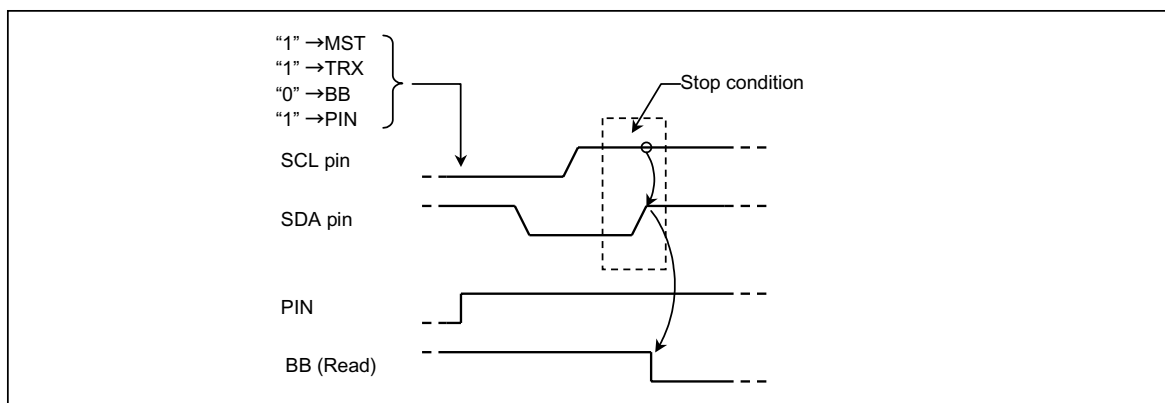 “1” →MST
“1” →TRX
“0” →BB
“1” →PIN
Stop condition
SCL pin
SDA pin
PIN
BB (Read)